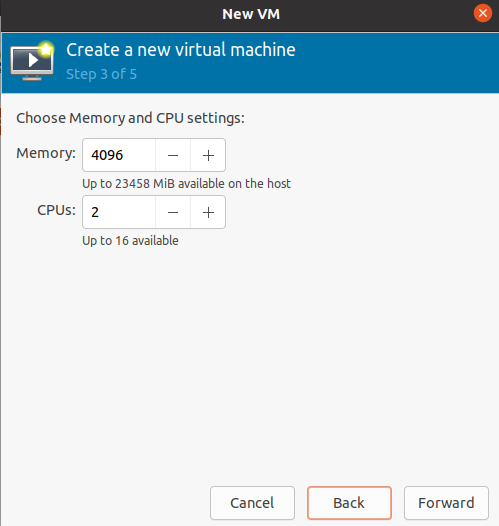 New VM
Create a new virtual machine
Step 3 of 5
Choose Memory and CPU settings:
Memory: 4096 − +
Up to 23458 MiB available on the host
CPUs: 2 − +
Up to 16 available
Cancel Back Forward